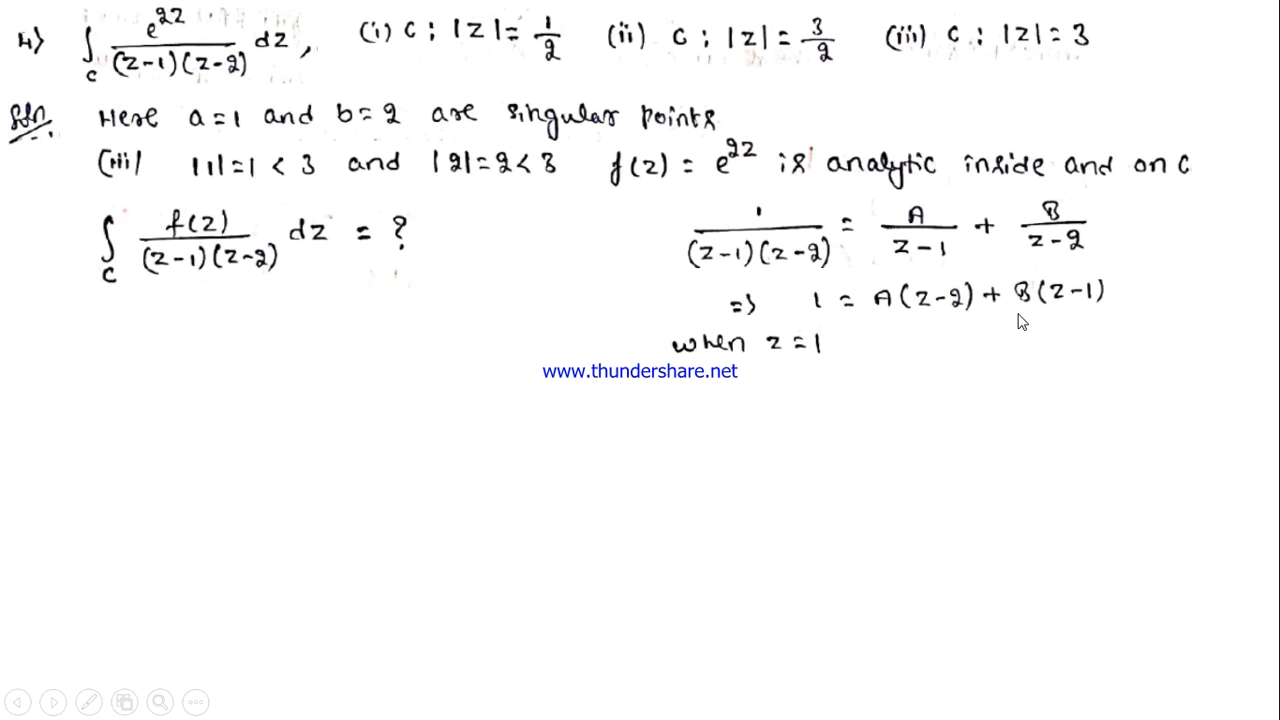 4) ∫_C e^{2z}/((z-1)(z-2)) dz, (i) C : |z| = 1/2 (ii) C : |z| = 3/2 (iii) C : |z| = 3
Soln. Here a=1 and b=2 are singular points
(iii) |1|=1 < 3 and |2|=2<3 f(z) = e^{2z} is analytic inside and on C
∫_C f(z)/((z-1)(z-2)) dz = ? 1/((z-1)(z-2)) = A/(z-1) + B/(z-2)
=> 1 = A(z-2) + B(z-1)
when z=1
www.thundershare.net